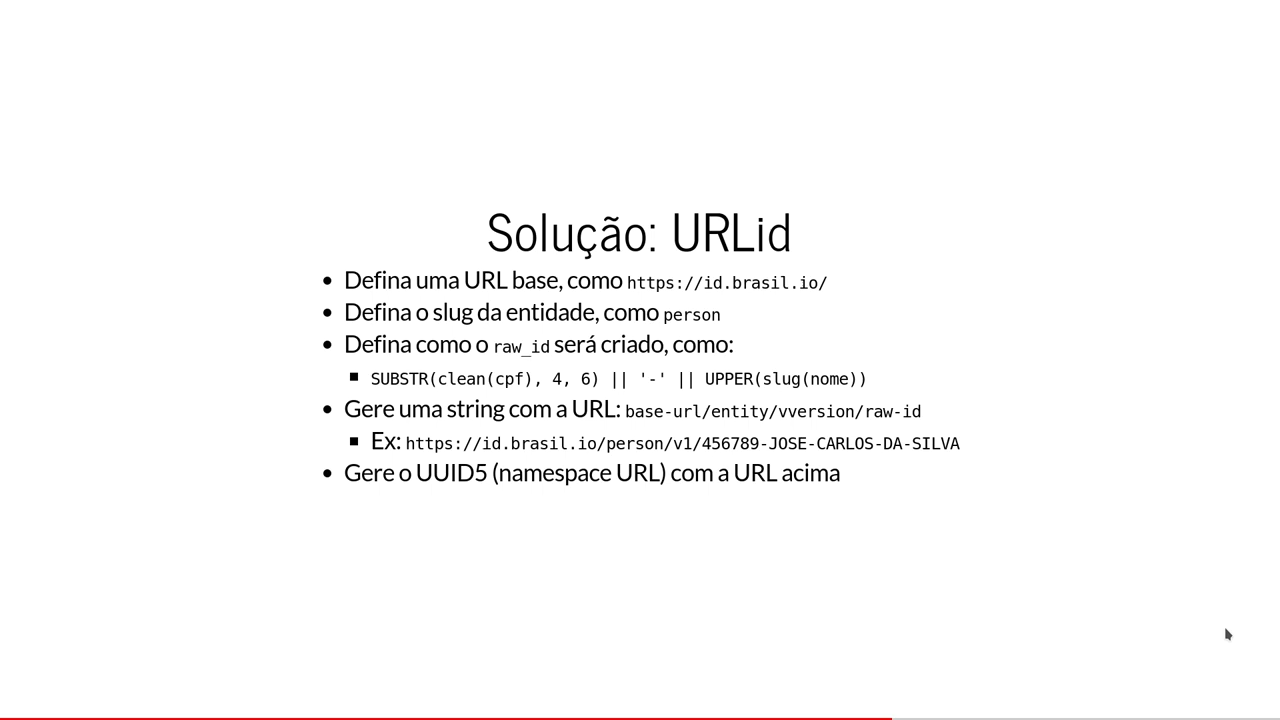 Solução: URLid
Defina uma URL base, como https://id.brasil.io/
Defina o slug da entidade, como person
Defina como o raw_id será criado, como:
SUBSTR(clean(cpf), 4, 6) || '-' || UPPER(slug(nome))
Gere uma string com a URL: base-url/entity/vversion/raw-id
Ex: https://id.brasil.io/person/v1/456789-JOSE-CARLOS-DA-SILVA
Gere o UUID5 (namespace URL) com a URL acima